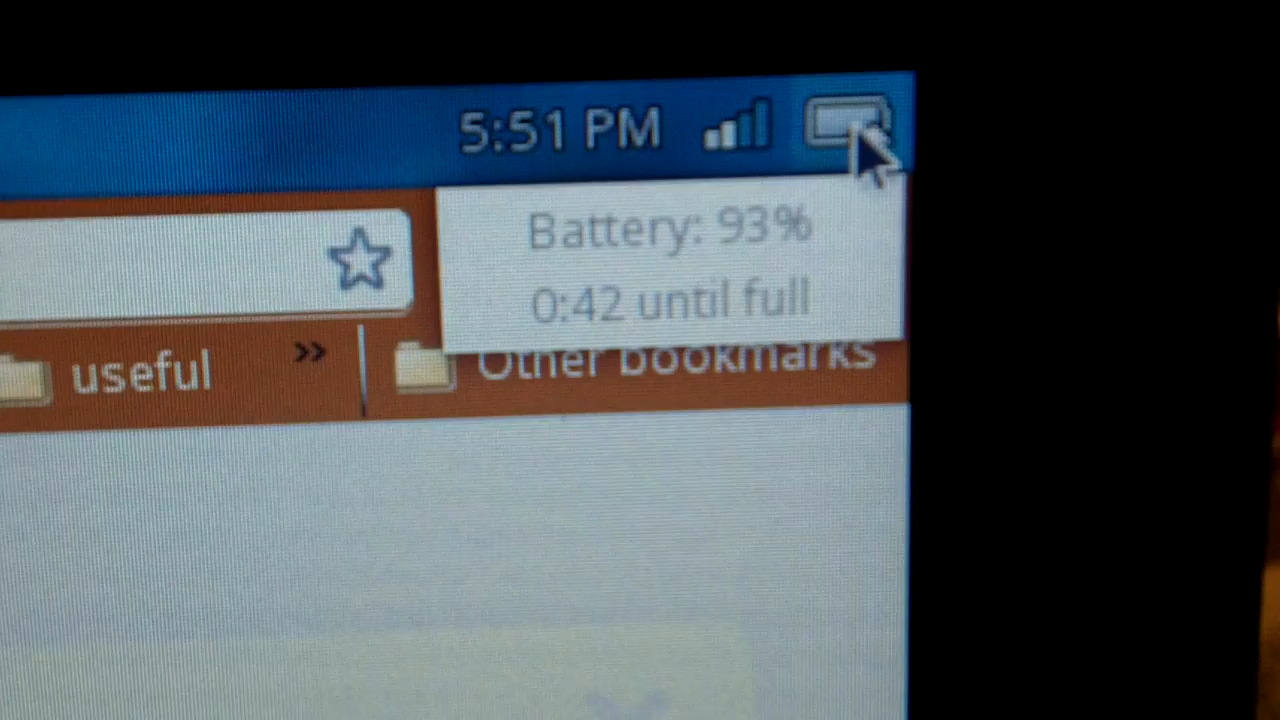 5:51 PM
Battery: 93%
0:42 until full
useful
»
Other bookmarks